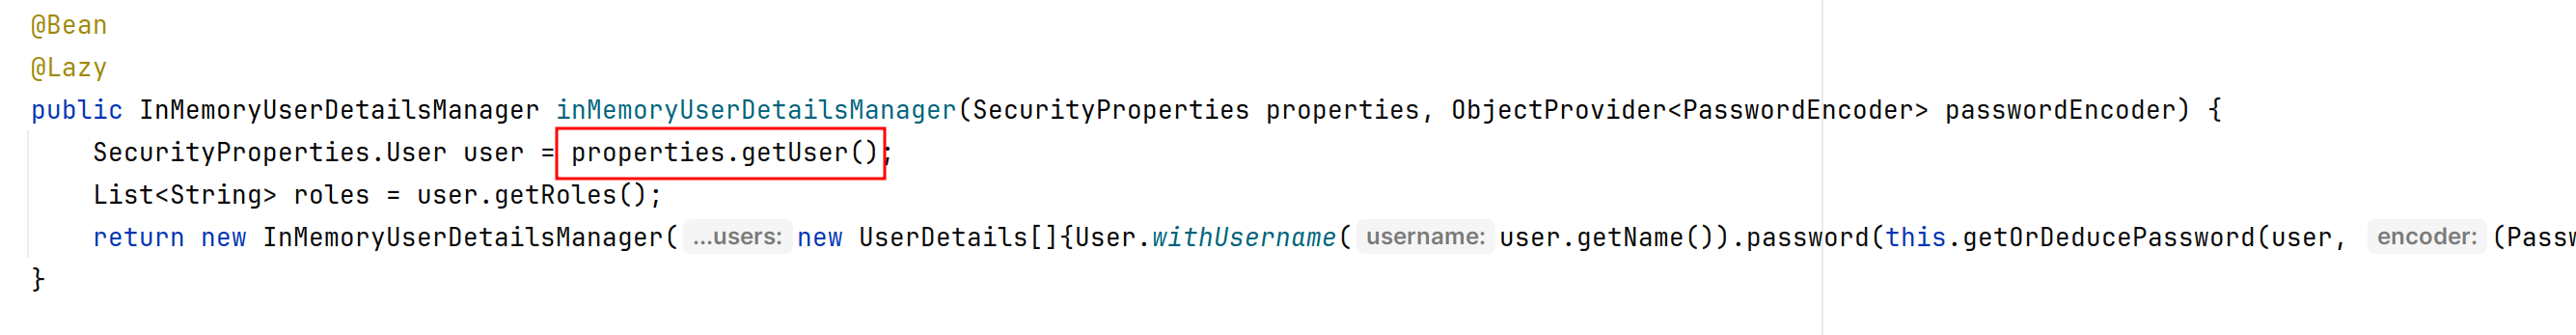 @Bean
@Lazy
public InMemoryUserDetailsManager inMemoryUserDetailsManager(SecurityProperties properties, ObjectProvider<PasswordEncoder> passwordEncoder) {
SecurityProperties.User user = properties.getUser();
List<String> roles = user.getRoles();
return new InMemoryUserDetailsManager( ...users: new UserDetails[]{User.withUsername( username: user.getName()).password(this.getOrDeducePassword(user, encoder: (Passw
}